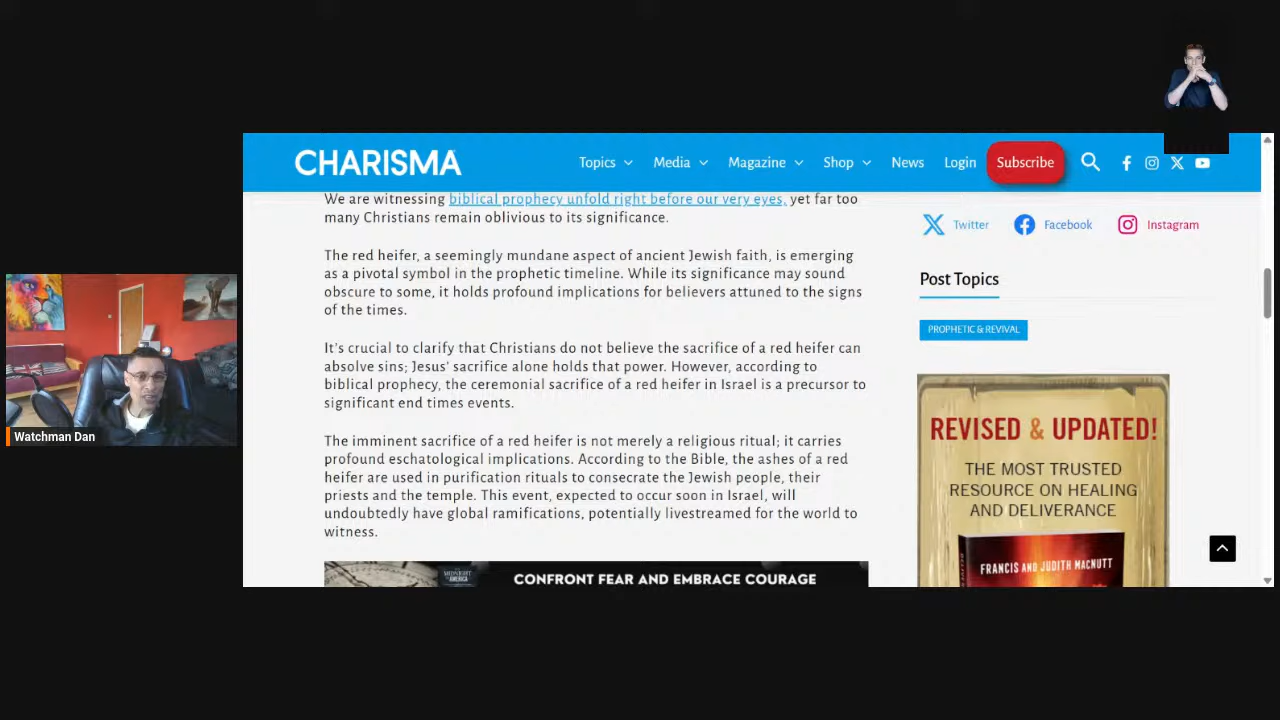 CHARISMA
Topics
Media
Magazine
Shop
News
Login
Subscribe
We are witnessing biblical prophecy unfold right before our very eyes, yet far too
many Christians remain oblivious to its significance.
The red heifer, a seemingly mundane aspect of ancient Jewish faith, is emerging
as a pivotal symbol in the prophetic timeline. While its significance may sound
obscure to some, it holds profound implications for believers attuned to the signs
of the times.
It's crucial to clarify that Christians do not believe the sacrifice of a red heifer can
absolve sins; Jesus' sacrifice alone holds that power. However, according to
biblical prophecy, the ceremonial sacrifice of a red heifer in Israel is a precursor to
significant end times events.
The imminent sacrifice of a red heifer is not merely a religious ritual; it carries
profound eschatological implications. According to the Bible, the ashes of a red
heifer are used in purification rituals to consecrate the Jewish people, their
priests and the temple. This event, expected to occur soon in Israel, will
undoubtedly have global ramifications, potentially livestreamed for the world to
witness.
MIDNIGHT
AMERICA
CONFRONT FEAR AND EMBRACE COURAGE
Twitter
Facebook
Instagram
Post Topics
PROPHETIC & REVIVAL
REVISED & UPDATED!
THE MOST TRUSTED
RESOURCE ON HEALING
AND DELIVERANCE
FRANCIS AND JUDITH MACNUTT
Watchman Dan